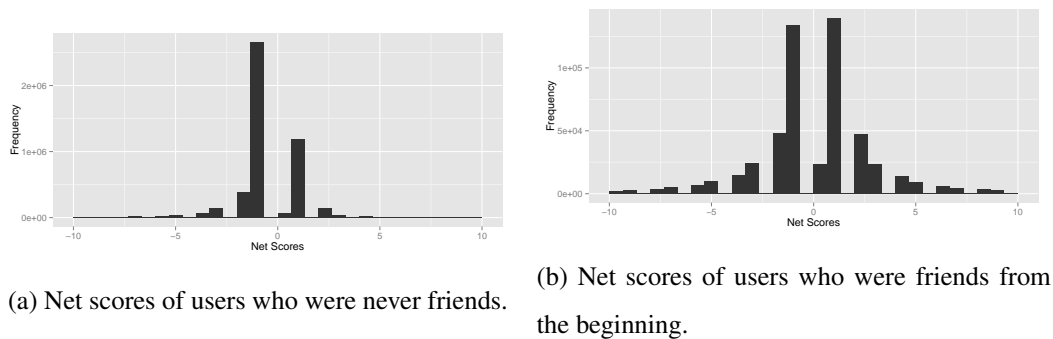 Frequency
2e+06
1e+06
0e+00
−10
−5
0
5
10
Net Scores
(a) Net scores of users who were never friends.
Frequency
1e+05
5e+04
0e+00
−10
−5
0
5
10
Net Scores
(b) Net scores of users who were friends from
the beginning.